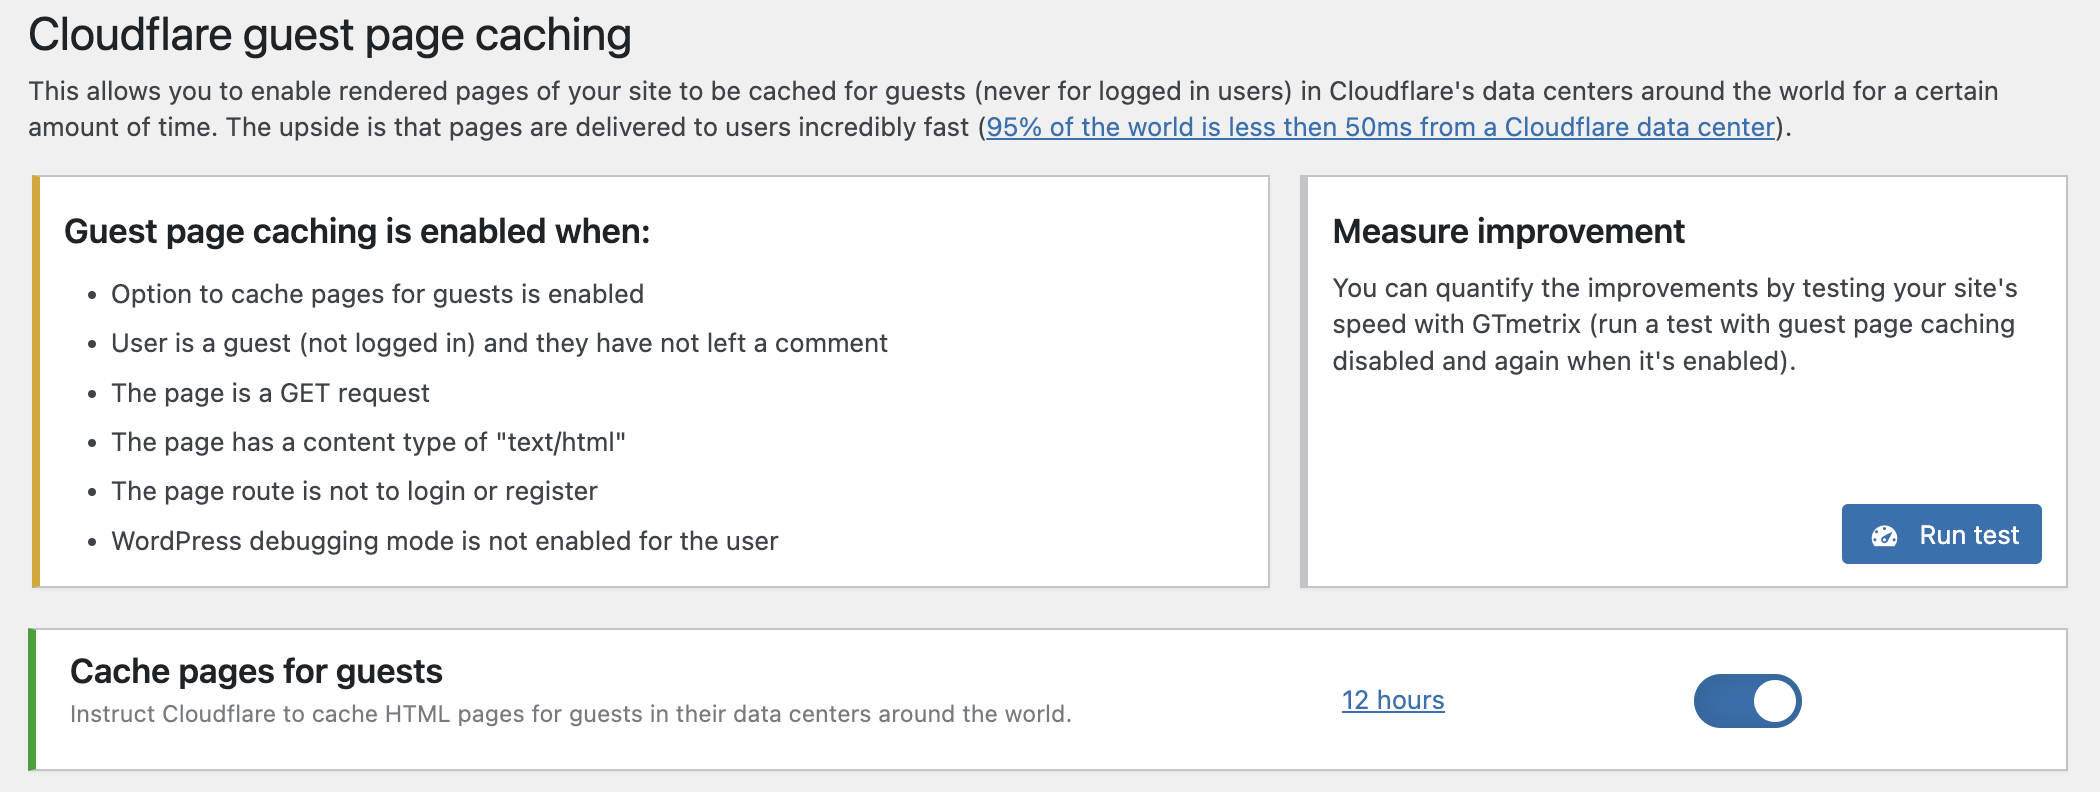 Cloudflare guest page caching
This allows you to enable rendered pages of your site to be cached for guests (never for logged in users) in Cloudflare's data centers around the world for a certain
amount of time. The upside is that pages are delivered to users incredibly fast (95% of the world is less then 50ms from a Cloudflare data center).
Guest page caching is enabled when:
• Option to cache pages for guests is enabled
• User is a guest (not logged in) and they have not left a comment
• The page is a GET request
• The page has a content type of "text/html"
• The page route is not to login or register
• WordPress debugging mode is not enabled for the user
Measure improvement
You can quantify the improvements by testing your site's
speed with GTmetrix (run a test with guest page caching
disabled and again when it's enabled).
Run test
Cache pages for guests
Instruct Cloudflare to cache HTML pages for guests in their data centers around the world.
12 hours